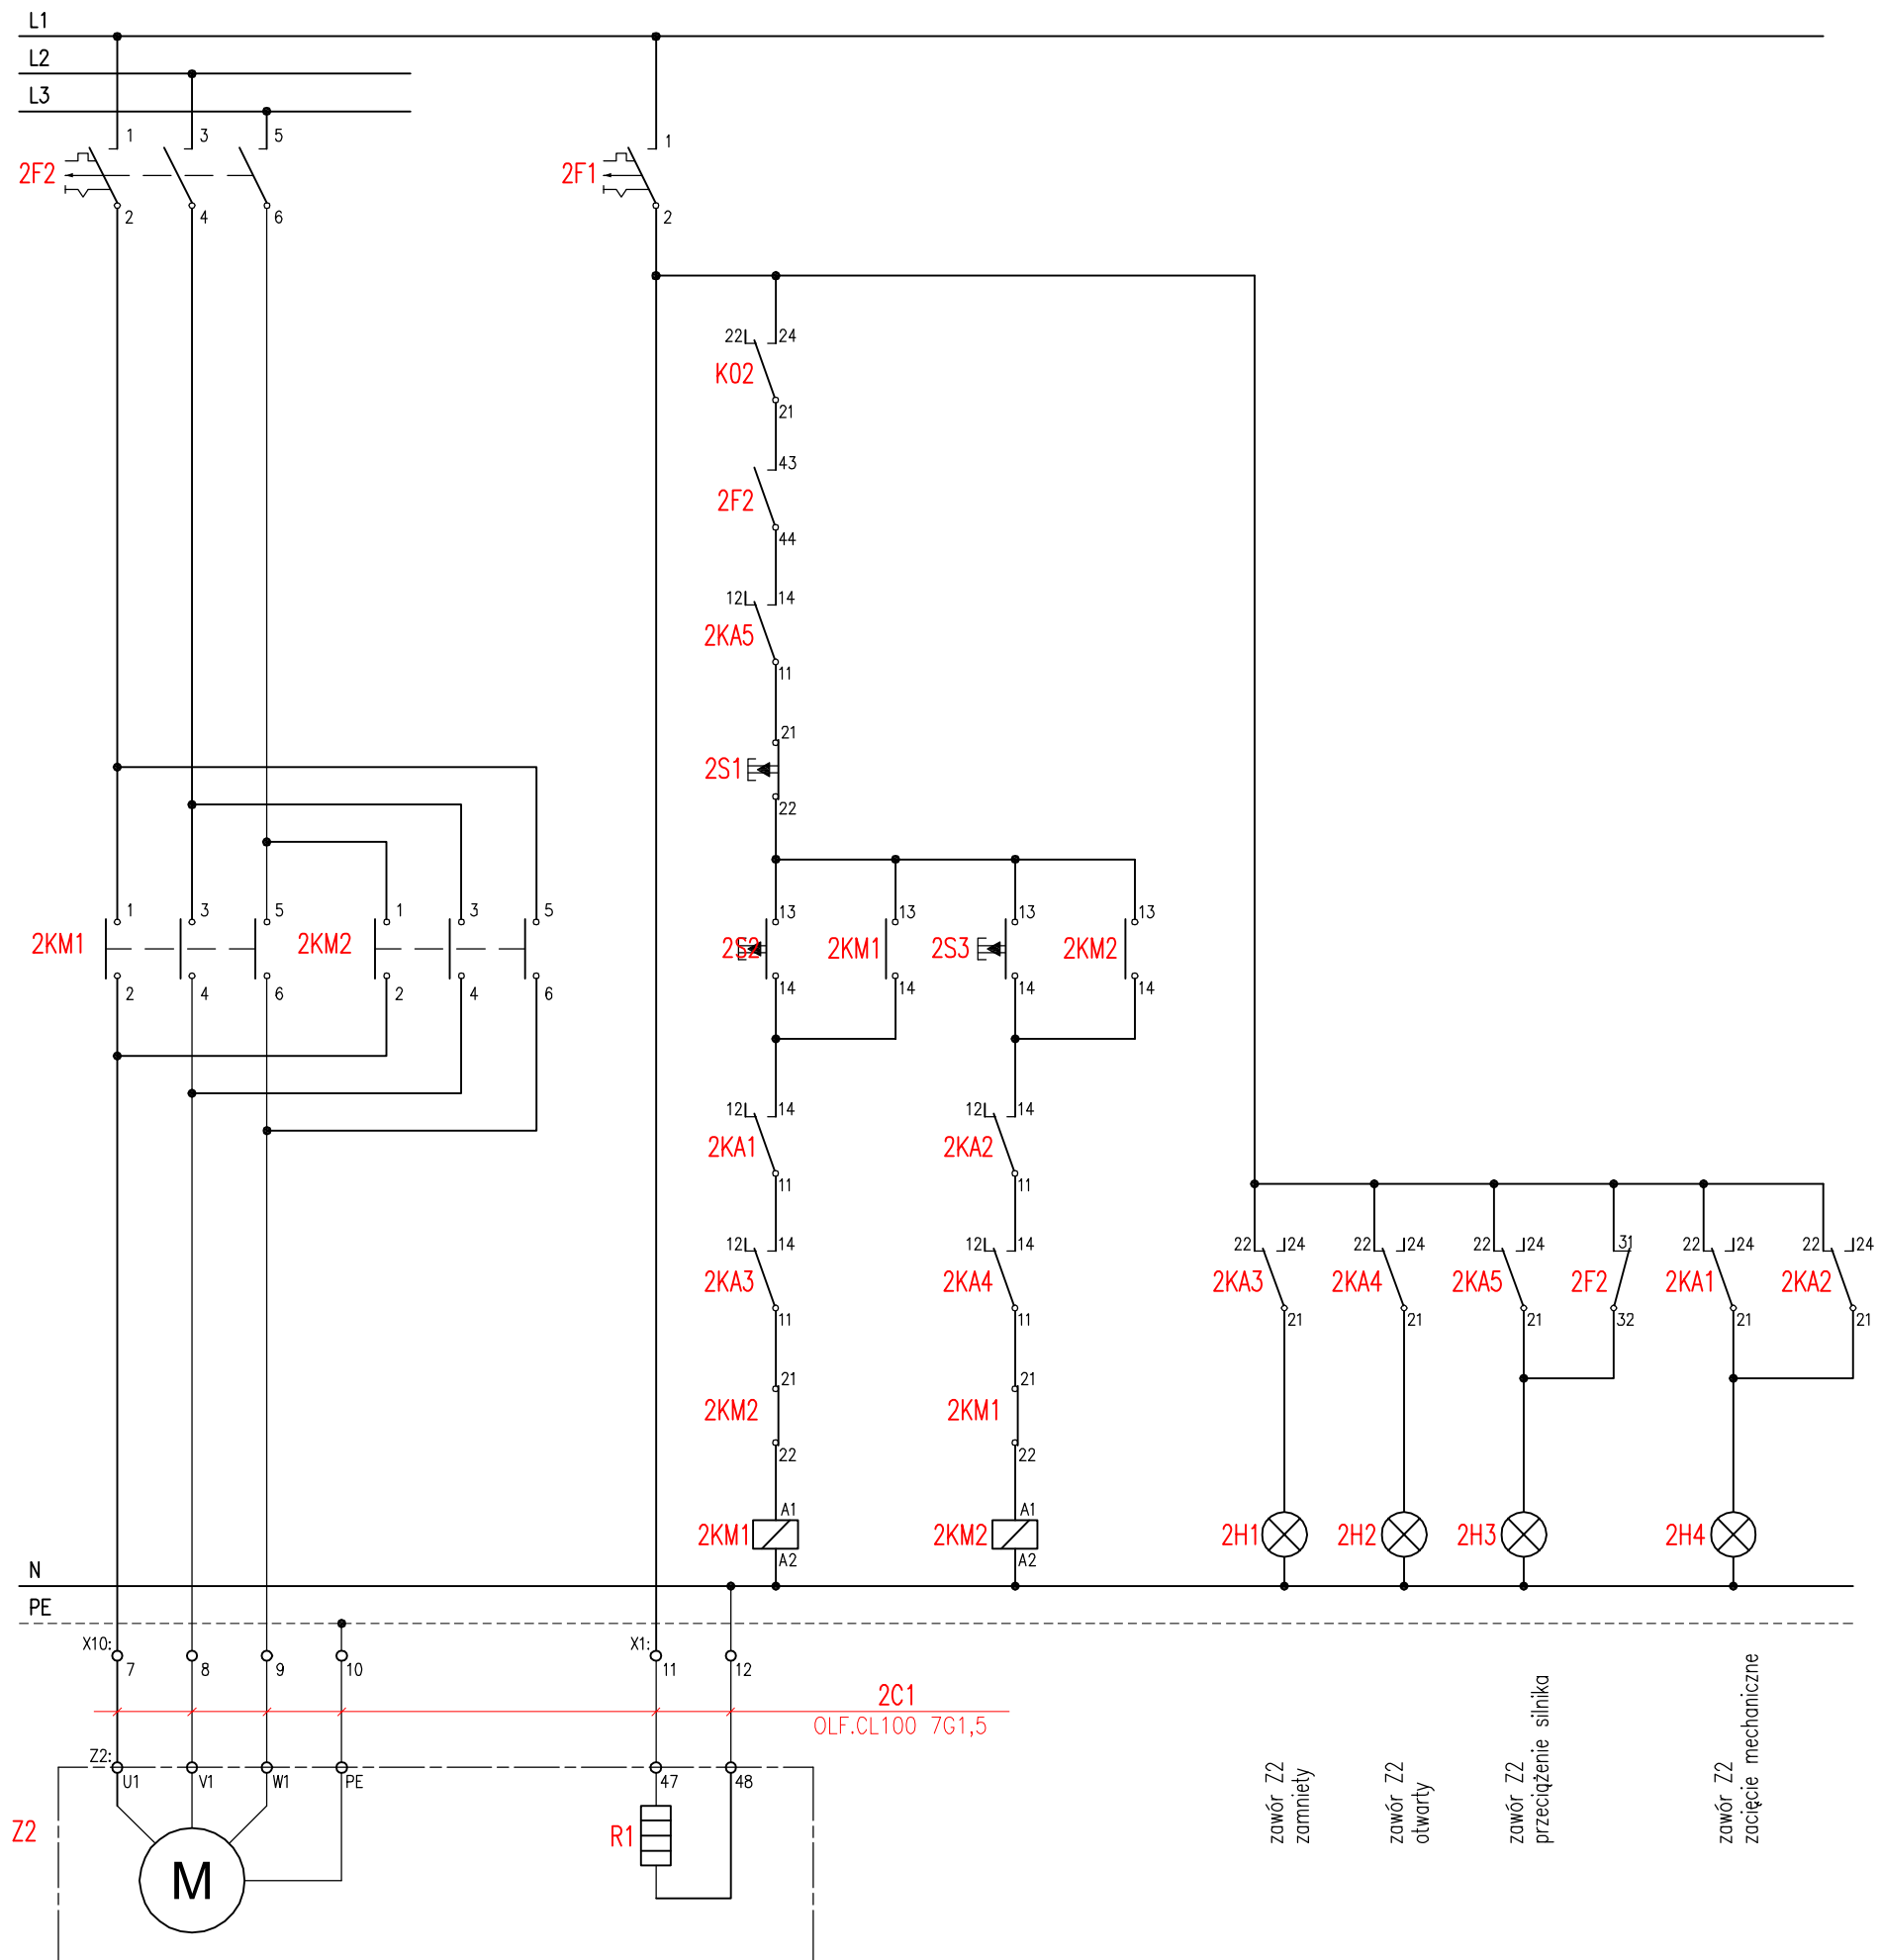 L1
L2
L3
1 3 5 1
2F2 2F1
2 4 6 2
22 24
K02
21
43
2F2
44
12 14
2KA5
11
21
2S1
22
1 3 5 1 3 5 13 13 13 13
2KM1 2KM2 2S2 2KM1 2S3 2KM2
2 4 6 2 4 6 14 14 14 14
12 14 12 14
2KA1 2KA2
11 11
12 14 12 14 22 24 22 24 22 24 31 22 24 22 24
2KA3 2KA4 2KA3 2KA4 2KA5 2F2 2KA1 2KA2
11 11 21 21 21 32 21 21
21 21
2KM2 2KM1
22 22
A1 A1
2KM1 2KM2 2H1 2H2 2H3 2H4
A2 A2
N
PE
X10: X1:
7 8 9 10 11 12
2C1
OLF.CL100 7G1,5
Z2:
U1 V1 W1 PE 47 48
Z2 R1
M
zawór Z2
zamniety
zawór Z2
otwarty
zawór Z2
przeciążenie silnika
zawór Z2
zacięcie mechaniczne